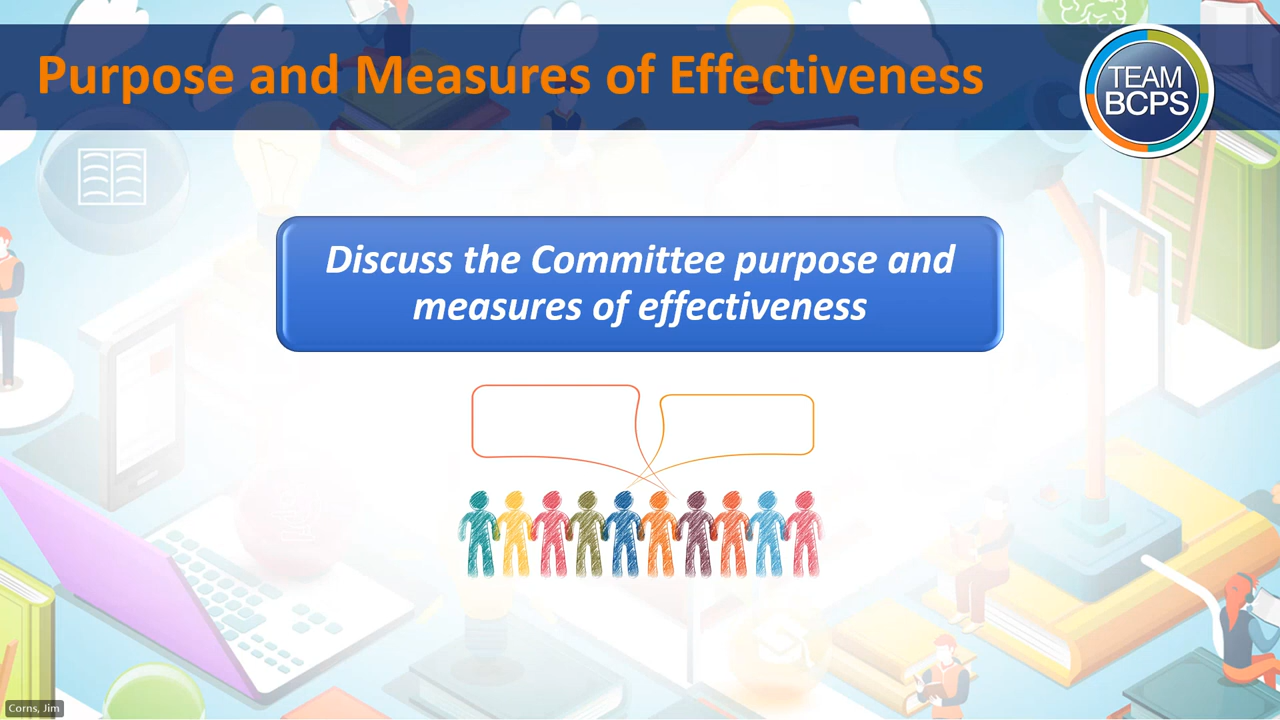 Purpose and Measures of Effectiveness
TEAM
BCPS
Discuss the Committee purpose and
measures of effectiveness
Corns, Jim